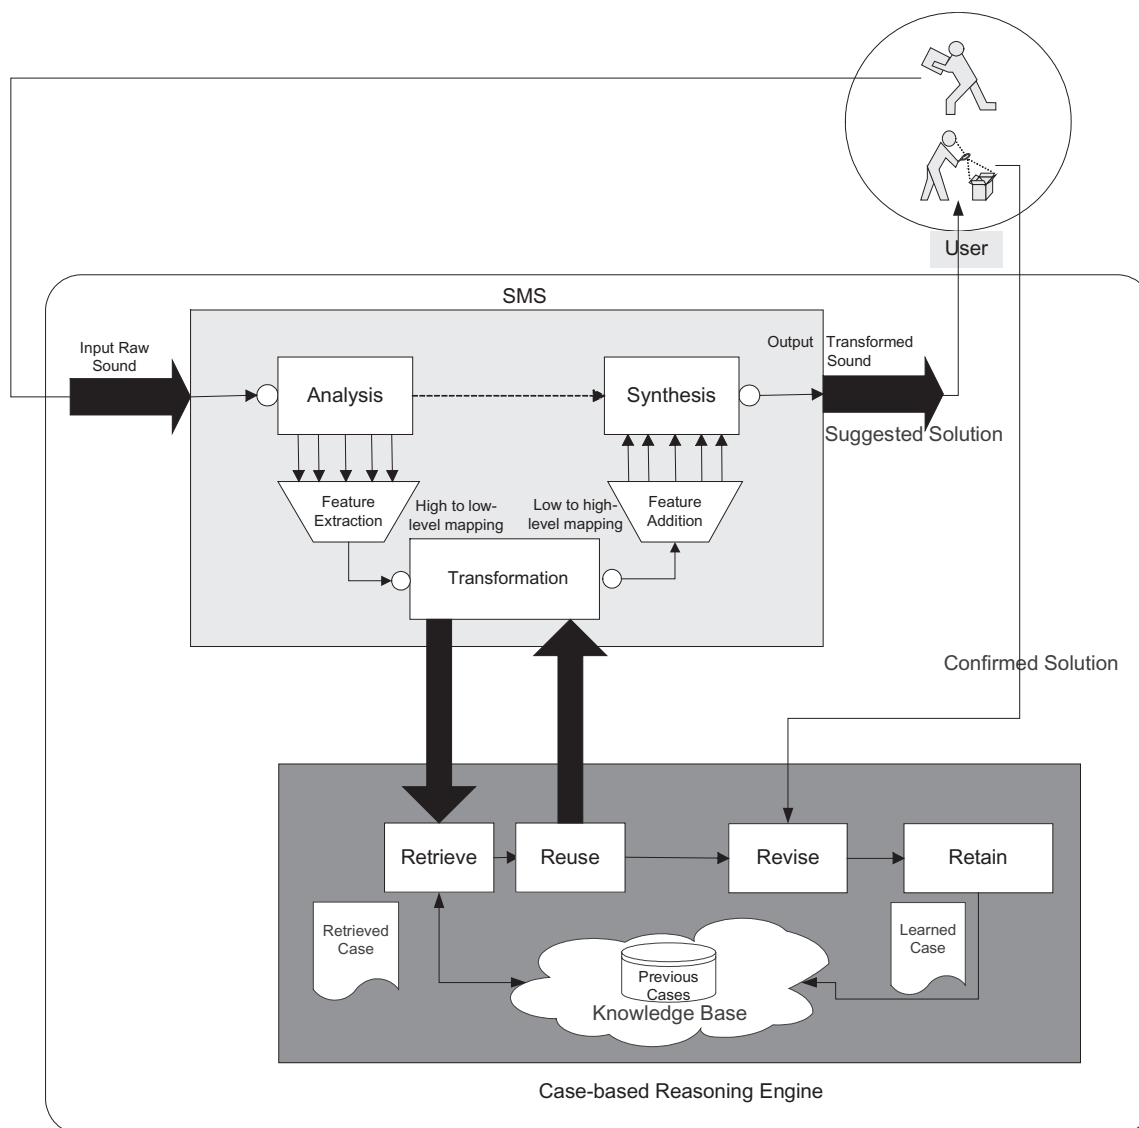 User
SMS
Input Raw
Sound
Output
Transformed
Sound
Analysis
Synthesis
Suggested Solution
Feature
Extraction
High to low-
level mapping
Low to high-
level mapping
Feature
Addition
Transformation
Confirmed Solution
Retrieve
Reuse
Revise
Retain
Retrieved
Case
Learned
Case
Previous
Cases
Knowledge Base
Case-based Reasoning Engine